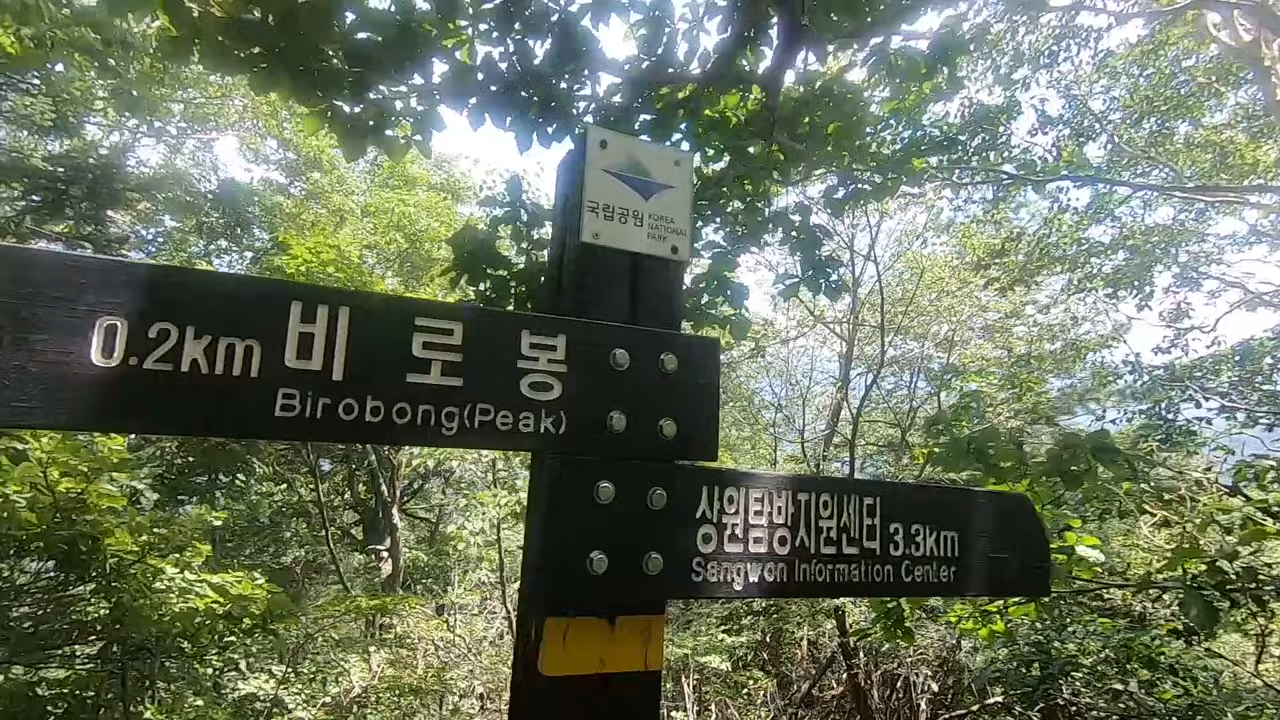 국립공원 KOREA
NATIONAL
PARK
0.2km 비로봉
Birobong(Peak)
상원탐방지원센터 3.3km
Sangwon Information Center